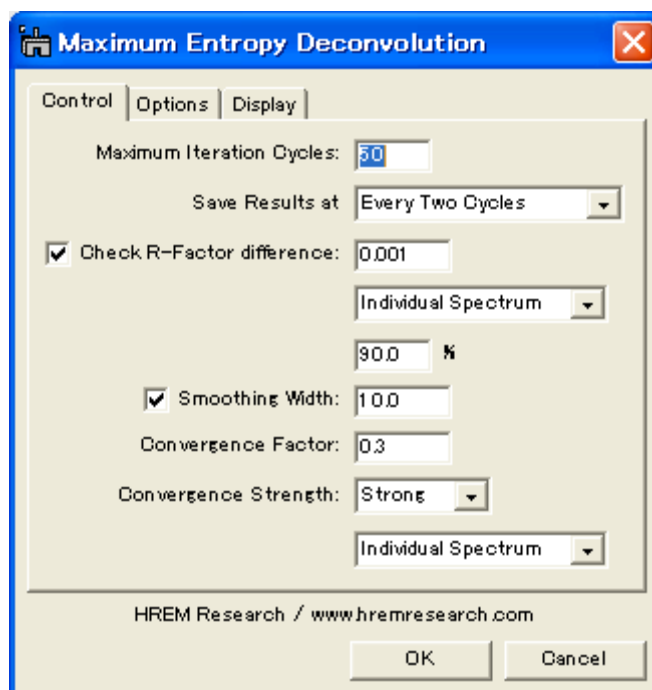 Maximum Entropy Deconvolution
Control Options Display
Maximum Iteration Cycles: 50
Save Results at Every Two Cycles
Check R-Factor difference: 0.001
Individual Spectrum
90.0 %
Smoothing Width: 10.0
Convergence Factor: 0.3
Convergence Strength: Strong
Individual Spectrum
HREM Research / www.hremresearch.com
OK Cancel